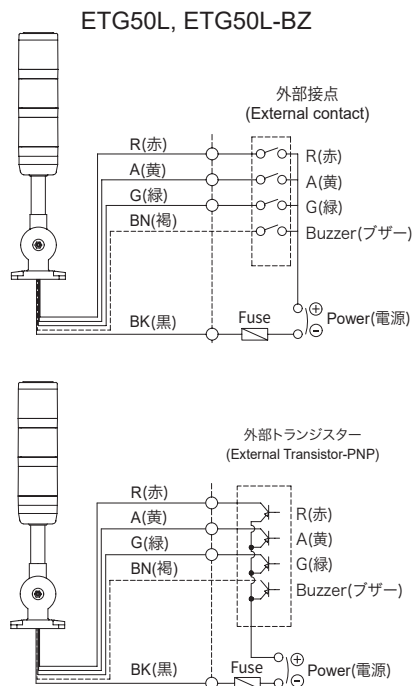 ETG50L, ETG50L-BZ
外部接点
(External contact)
R(赤)
A(黄)
G(緑)
BN(褐)
BK(黒)
R(赤)
A(黄)
G(緑)
Buzzer(ブザー)
Fuse
⊕
⊖
Power(電源)
外部トランジスター
(External Transistor-PNP)
R(赤)
A(黄)
G(緑)
BN(褐)
BK(黒)
R(赤)
A(黄)
G(緑)
Buzzer(ブザー)
Fuse
⊕
⊖
Power(電源)